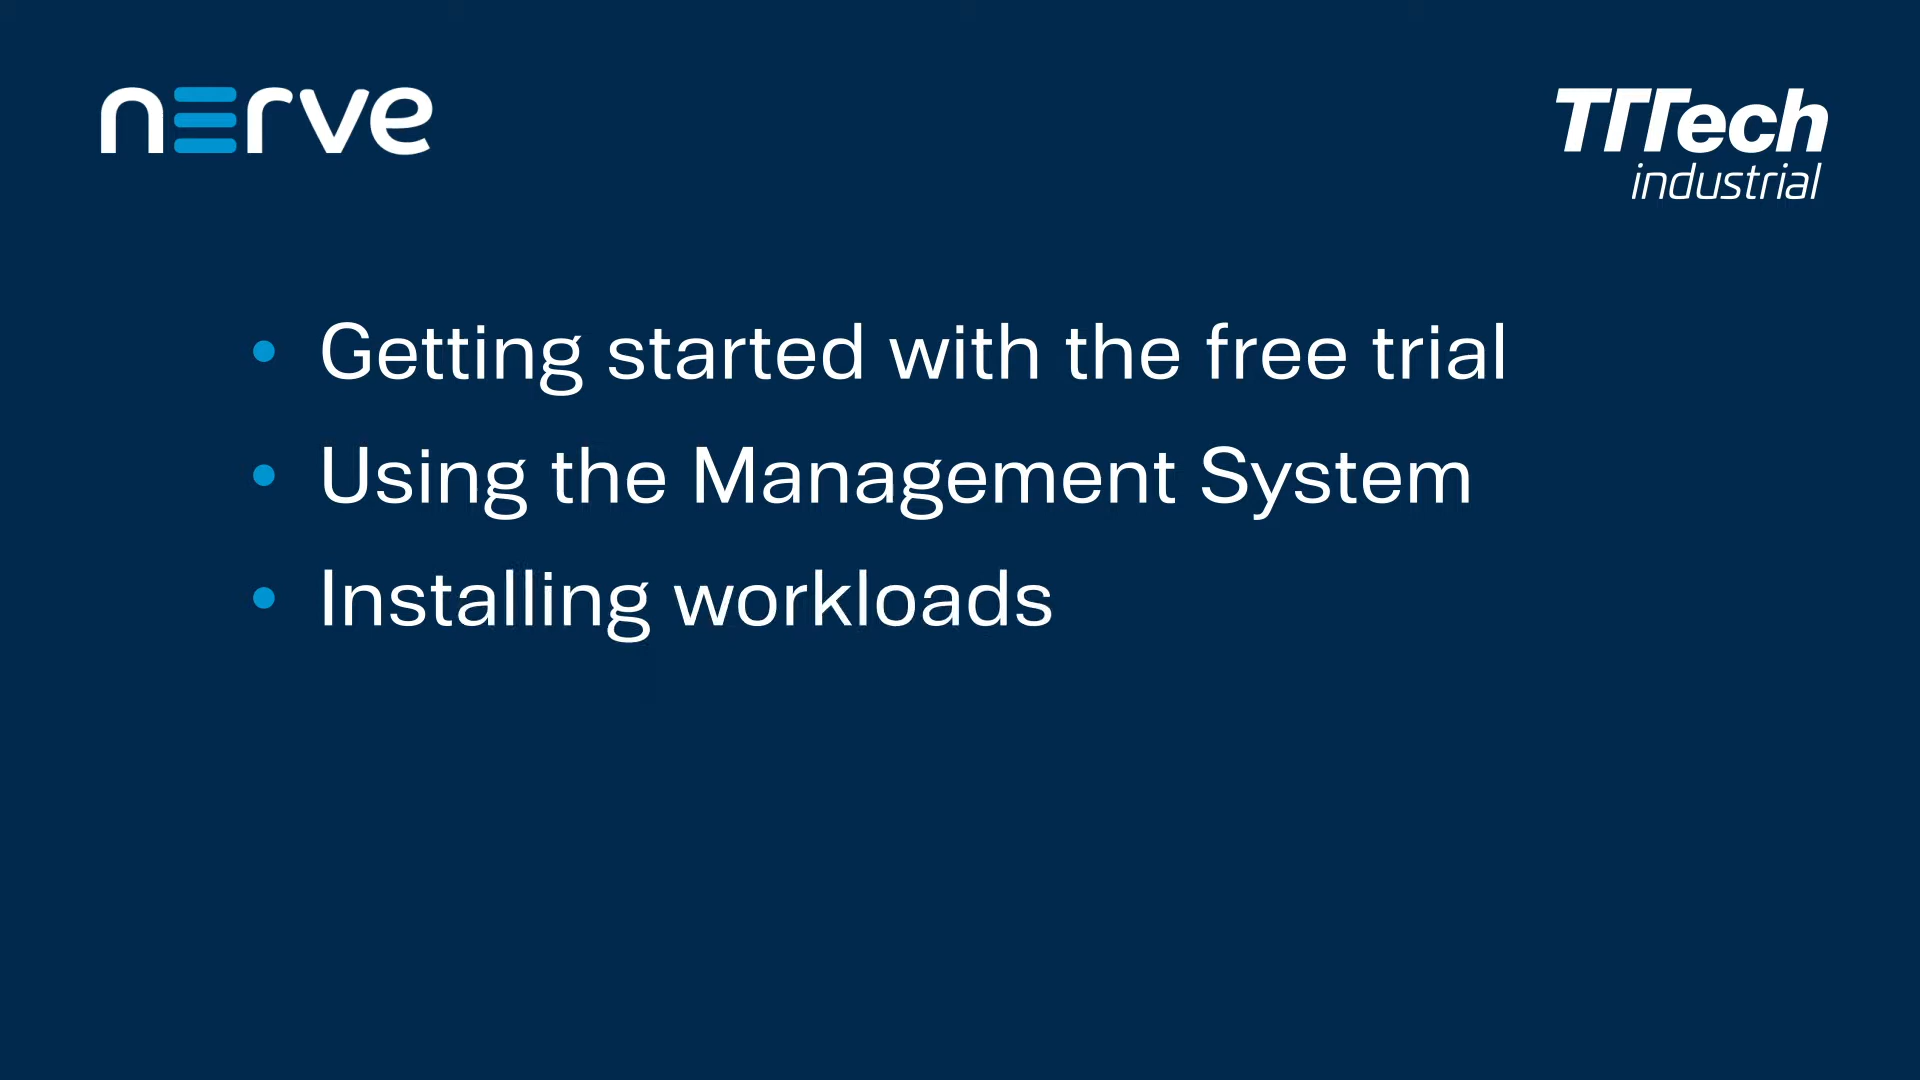 nerve
TTTech
industrial
• Getting started with the free trial
• Using the Management System
• Installing workloads